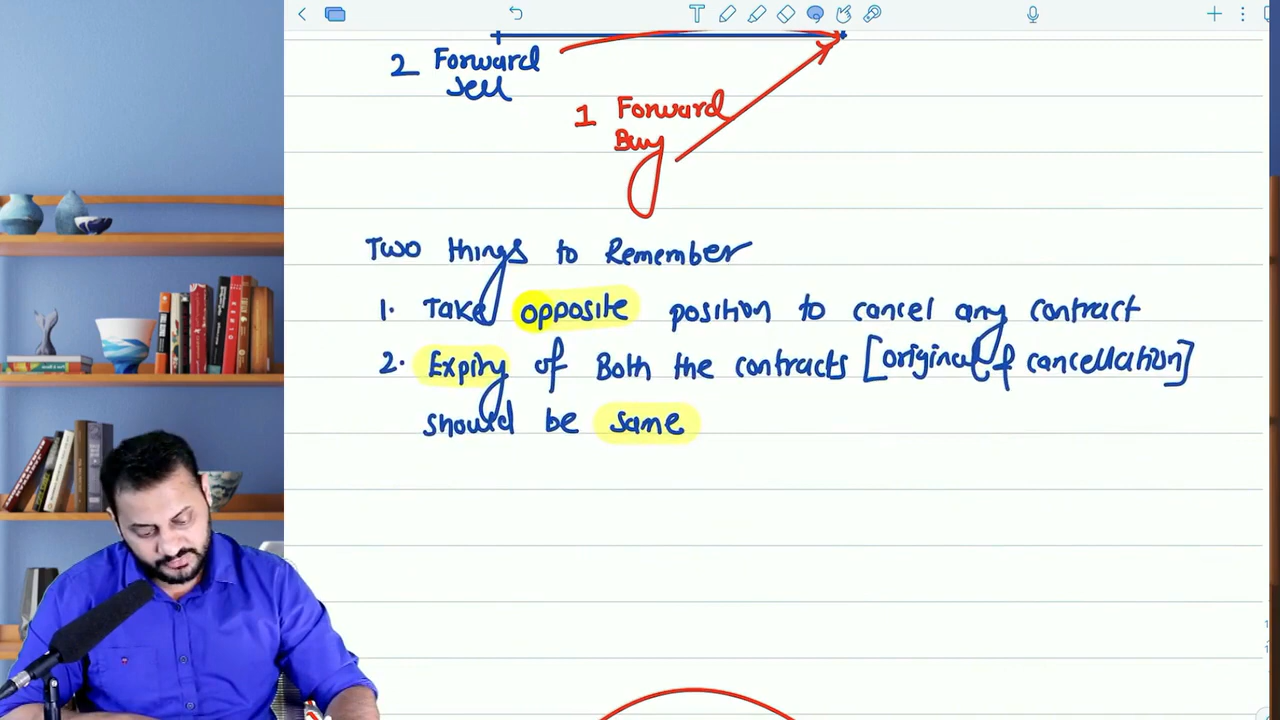 2 Forward
Sell
1 Forward
Buy
Two things to Remember
1. Take opposite position to cancel any contract
2. Expiry of Both the contracts [original & cancellation]
should be same